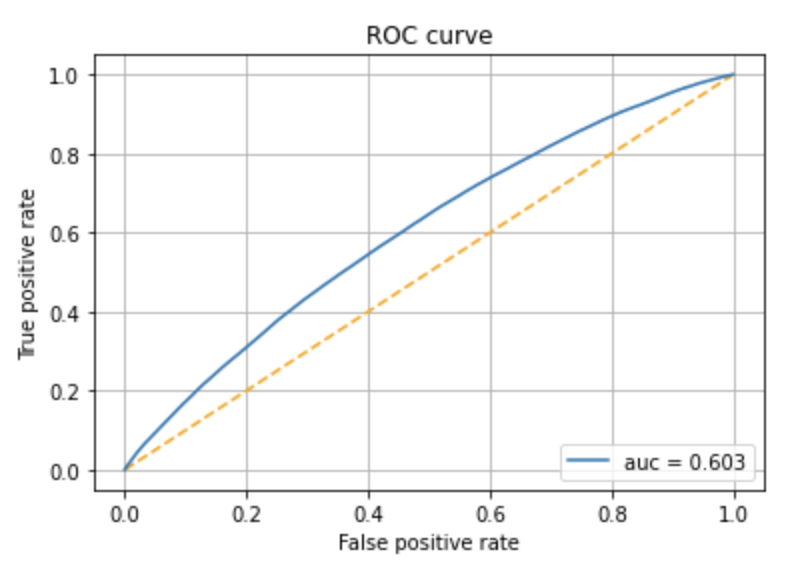 ROC curve
True positive rate
1.0
0.8
0.6
0.4
0.2
0.0
auc = 0.603
0.0 0.2 0.4 0.6 0.8 1.0
False positive rate